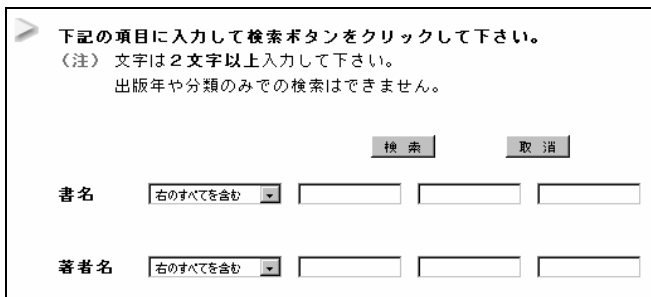 下記の項目に入力して検索ボタンをクリックして下さい。
（注） 文字は２文字以上入力して下さい。
出版年や分類のみでの検索はできません。
検 索 取 消
書名 右のすべてを含む
著者名 右のすべてを含む